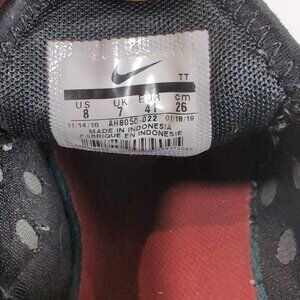 TT
US UK EUR cm
8 7 41 26
11/14/18 AH8050 022 01/18/19
MADE IN INDONESIA
FABRIQUE EN INDONESIE